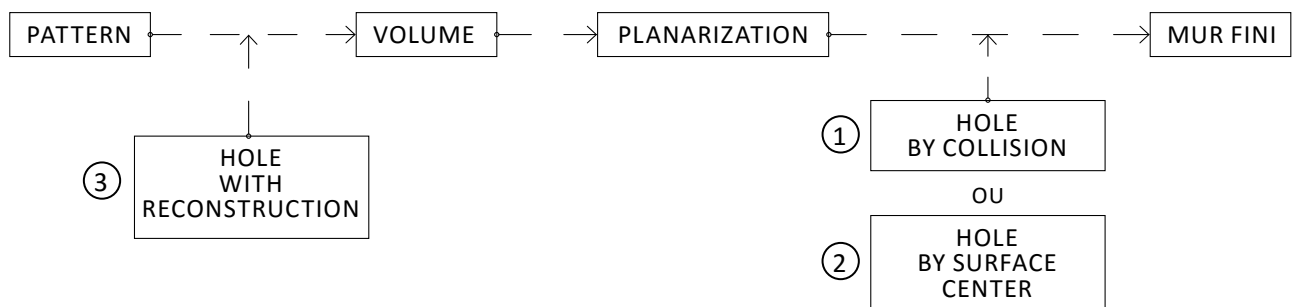 PATTERN
VOLUME
PLANARIZATION
MUR FINI
3
HOLE
WITH
RECONSTRUCTION
1
HOLE
BY COLLISION
OU
2
HOLE
BY SURFACE
CENTER